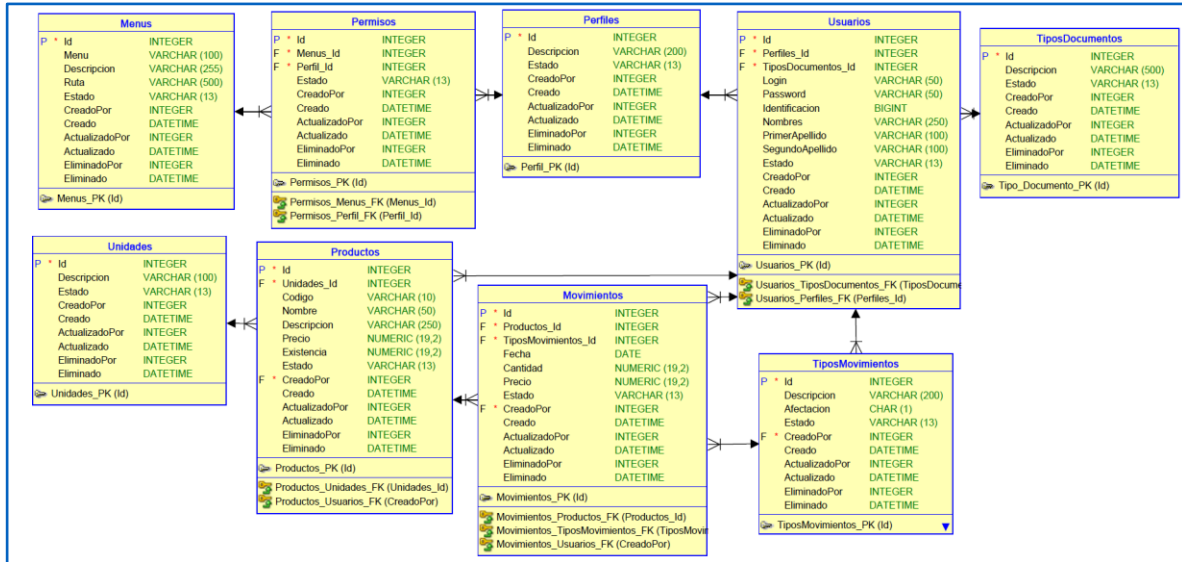 Menus
P * Id INTEGER
Menu VARCHAR (100)
Descripcion VARCHAR (255)
Ruta VARCHAR (500)
Estado VARCHAR (13)
CreadoPor INTEGER
Creado DATETIME
ActualizadoPor INTEGER
Actualizado DATETIME
EliminadoPor INTEGER
Eliminado DATETIME
Menus_PK (Id)
Permisos
P * Id INTEGER
F * Menus_Id INTEGER
F * Perfil_Id INTEGER
Estado VARCHAR (13)
CreadoPor INTEGER
Creado DATETIME
ActualizadoPor INTEGER
Actualizado DATETIME
EliminadoPor INTEGER
Eliminado DATETIME
Permisos_PK (Id)
Permisos_Menus_FK (Menus_Id)
Permisos_Perfil_FK (Perfil_Id)
Perfiles
P * Id INTEGER
Descripcion VARCHAR (200)
Estado VARCHAR (13)
CreadoPor INTEGER
Creado DATETIME
ActualizadoPor INTEGER
Actualizado DATETIME
EliminadoPor INTEGER
Eliminado DATETIME
Perfil_PK (Id)
Usuarios
P * Id INTEGER
F * Perfiles_Id INTEGER
F * TiposDocumentos_Id INTEGER
Login VARCHAR (50)
Password VARCHAR (50)
Identificacion BIGINT
Nombres VARCHAR (250)
PrimerApellido VARCHAR (100)
SegundoApellido VARCHAR (100)
Estado VARCHAR (13)
CreadoPor INTEGER
Creado DATETIME
ActualizadoPor INTEGER
Actualizado DATETIME
EliminadoPor INTEGER
Eliminado DATETIME
Usuarios_PK (Id)
Usuarios_TiposDocumentos_FK (TiposDocume
Usuarios_Perfiles_FK (Perfiles_Id)
TiposDocumentos
P * Id INTEGER
Descripcion VARCHAR (500)
Estado VARCHAR (13)
CreadoPor INTEGER
Creado DATETIME
ActualizadoPor INTEGER
Actualizado DATETIME
EliminadoPor INTEGER
Eliminado DATETIME
Tipo_Documento_PK (Id)
Unidades
P * Id INTEGER
Descripcion VARCHAR (100)
Estado VARCHAR (13)
CreadoPor INTEGER
Creado DATETIME
ActualizadoPor INTEGER
Actualizado DATETIME
EliminadoPor INTEGER
Eliminado DATETIME
Unidades_PK (Id)
Productos
P * Id INTEGER
F * Unidades_Id INTEGER
Codigo VARCHAR (10)
Nombre VARCHAR (50)
Descripcion VARCHAR (250)
Precio NUMERIC (19,2)
Existencia NUMERIC (19,2)
Estado VARCHAR (13)
F * CreadoPor INTEGER
Creado DATETIME
ActualizadoPor INTEGER
Actualizado DATETIME
EliminadoPor INTEGER
Eliminado DATETIME
Productos_PK (Id)
Productos_Unidades_FK (Unidades_Id)
Productos_Usuarios_FK (CreadoPor)
Movimientos
P * Id INTEGER
F * Productos_Id INTEGER
F * TiposMovimientos_Id INTEGER
Fecha DATE
Cantidad NUMERIC (19,2)
Precio NUMERIC (19,2)
Estado VARCHAR (13)
F * CreadoPor INTEGER
Creado DATETIME
ActualizadoPor INTEGER
Actualizado DATETIME
EliminadoPor INTEGER
Eliminado DATETIME
Movimientos_PK (Id)
Movimientos_Productos_FK (Productos_Id)
Movimientos_TiposMovimientos_FK (TiposMovir
Movimientos_Usuarios_FK (CreadoPor)
TiposMovimientos
P * Id INTEGER
Descripcion VARCHAR (200)
Afectacion CHAR (1)
Estado VARCHAR (13)
F * CreadoPor INTEGER
Creado DATETIME
ActualizadoPor INTEGER
Actualizado DATETIME
EliminadoPor INTEGER
Eliminado DATETIME
TiposMovimientos_PK (Id)